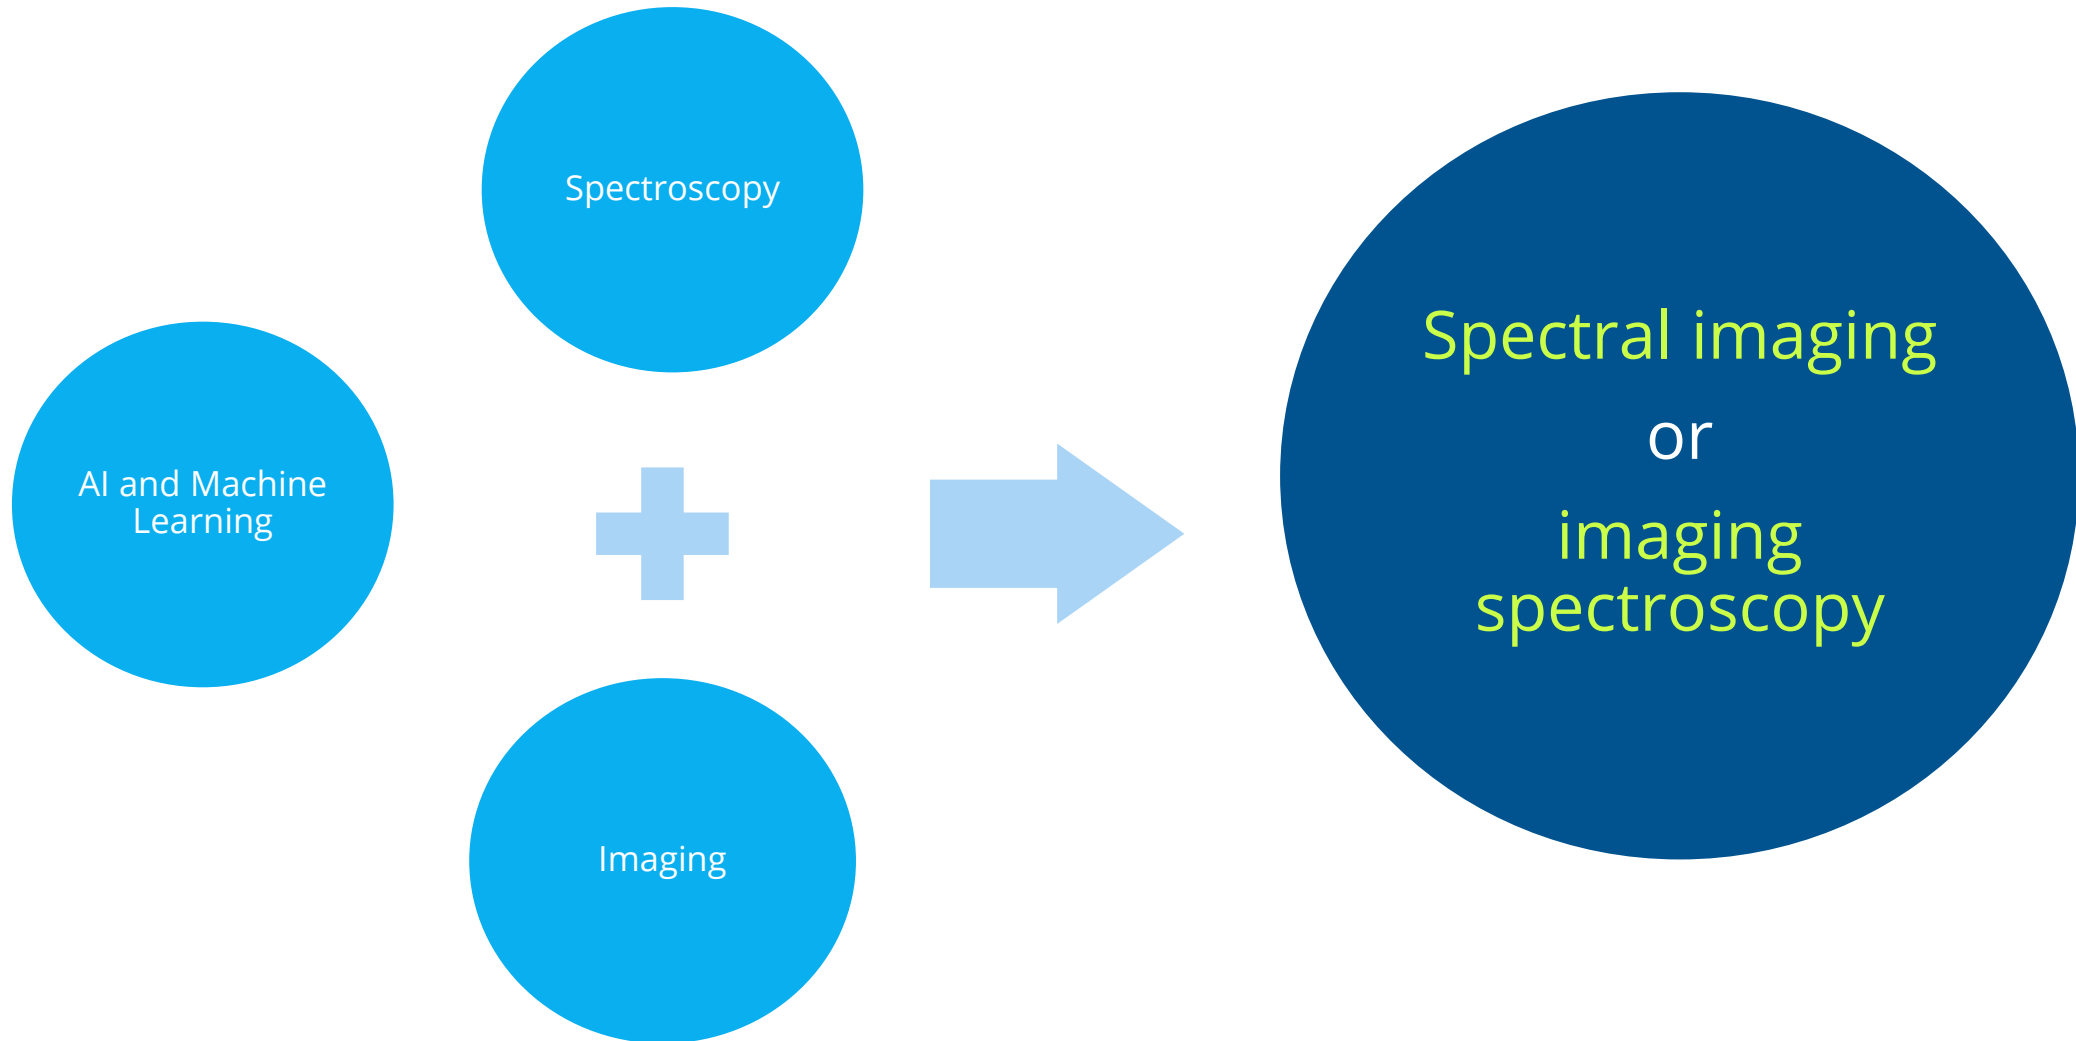 Spectroscopy
AI and Machine
Learning
Imaging
Spectral imaging
or
imaging
spectroscopy